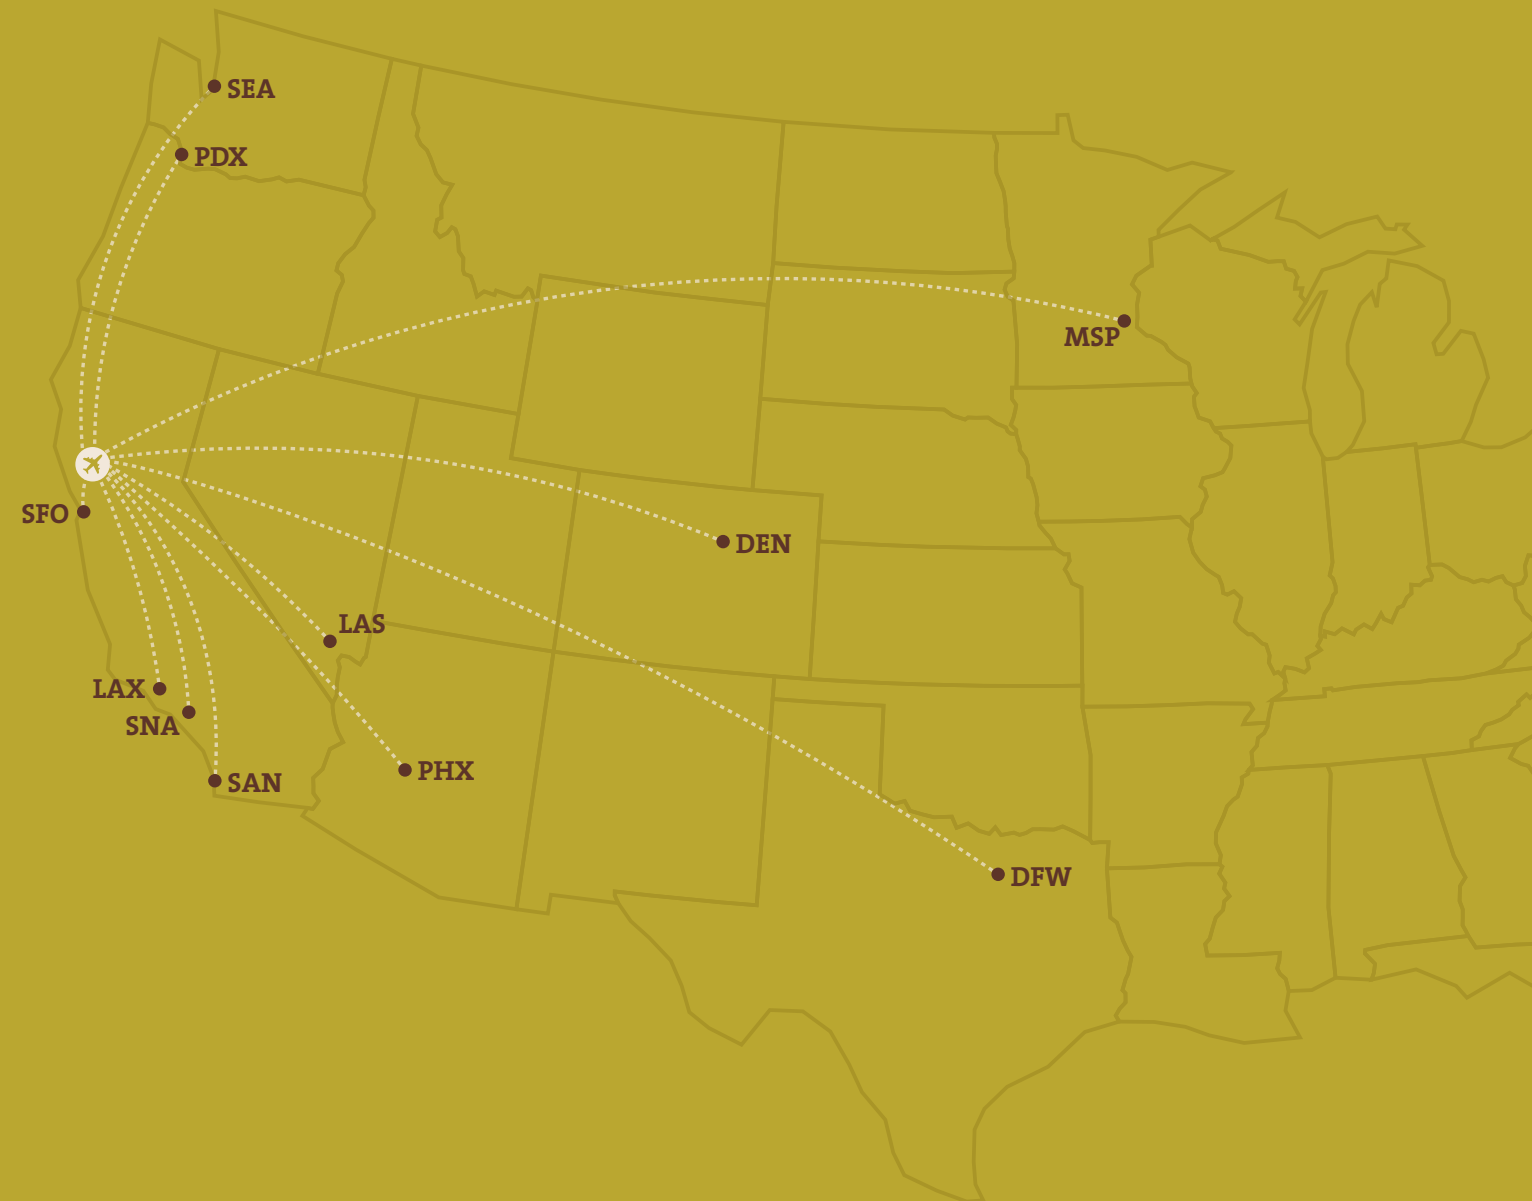 SEA
PDX
MSP
SFO
DEN
LAS
LAX
SNA
PHX
SAN
DFW